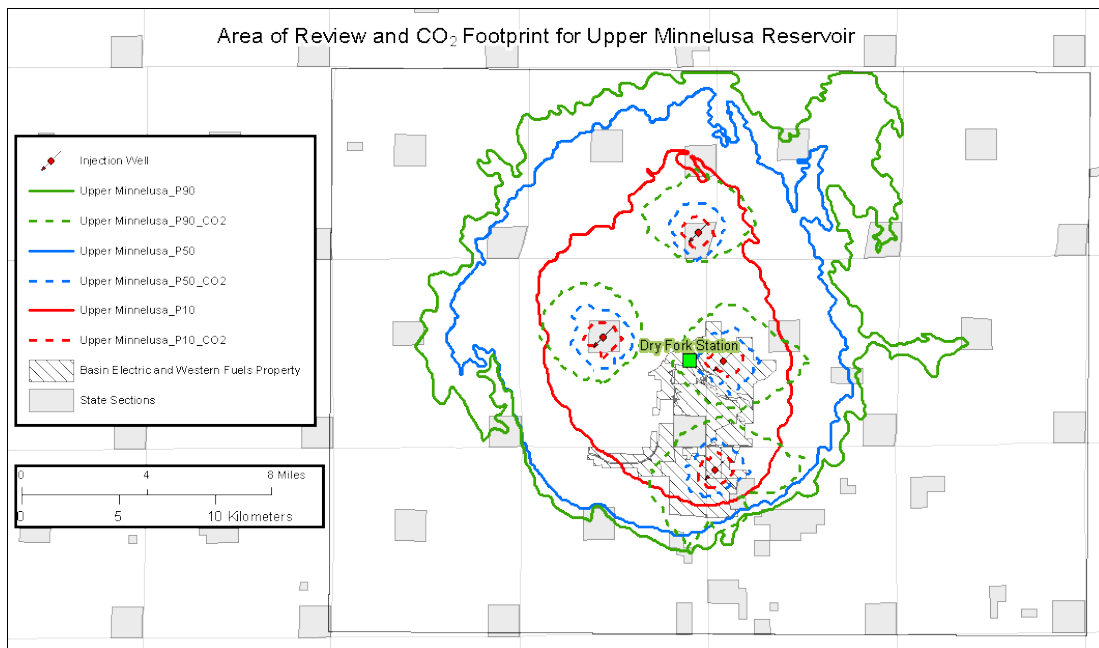 Area of Review and CO₂ Footprint for Upper Minnelusa Reservoir
Injection Well
Upper Minnelusa_P90
Upper Minnelusa_P90_CO2
Upper Minnelusa_P50
Upper Minnelusa_P50_CO2
Upper Minnelusa_P10
Upper Minnelusa_P10_CO2
Basin Electric and Western Fuels Property
State Sections
0 4 8 Miles
0 5 10 Kilometers
Dry Fork Station